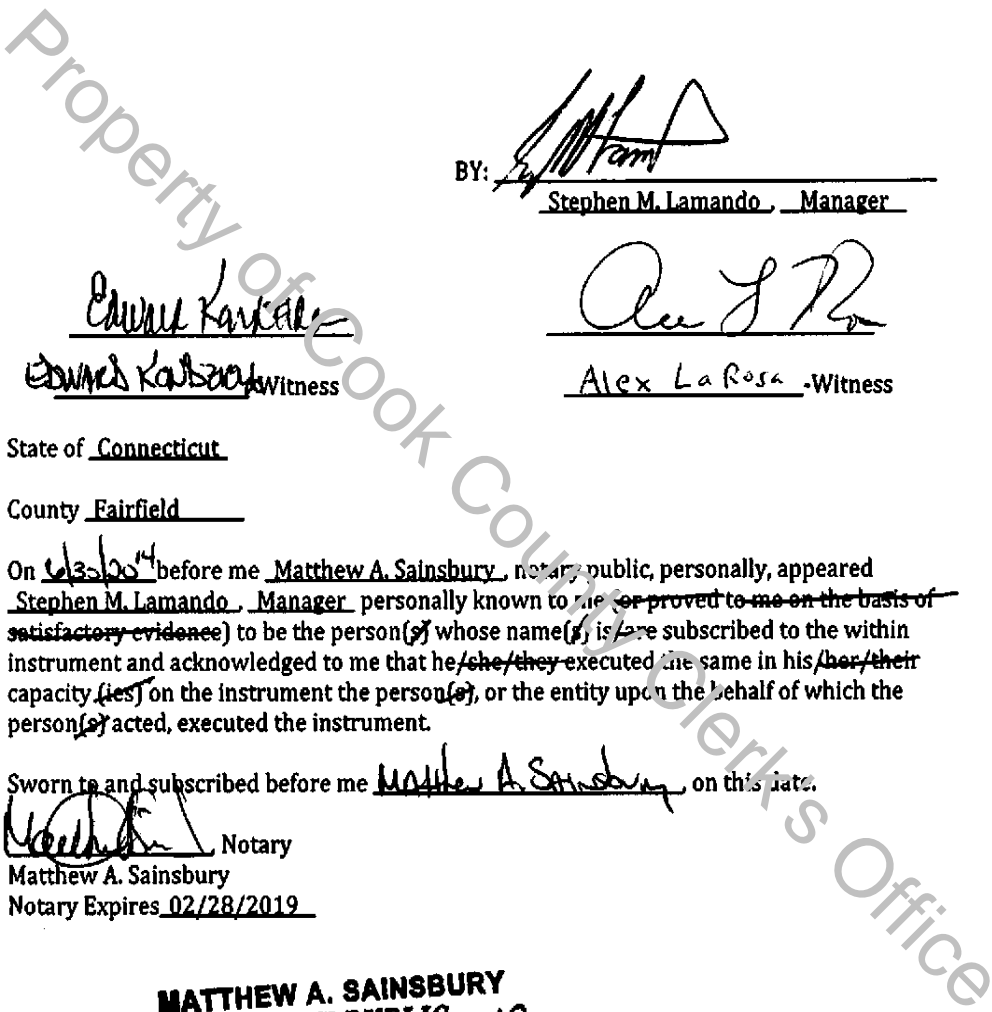 Property of Cook County Clerk's Office
BY:
Stephen M. Lamando , Manager
Edward
Alex La Rosa -Witness
Witness
State of Connecticut
County Fairfield
On 6/30/2014 before me Matthew A. Sainsbury , notary public, personally, appeared
Stephen M. Lamando , Manager personally known to me (or proved to me on the basis of
satisfactory evidence) to be the person(s) whose name(s) is/are subscribed to the within
instrument and acknowledged to me that he/she/they executed the same in his/her/their
capacity (ies) on the instrument the person(s), or the entity upon the behalf of which the
person(s) acted, executed the instrument.
Sworn to and subscribed before me Matthew A Sainsbury , on this date.
Notary
Matthew A. Sainsbury
Notary Expires 02/28/2019
MATTHEW A. SAINSBURY